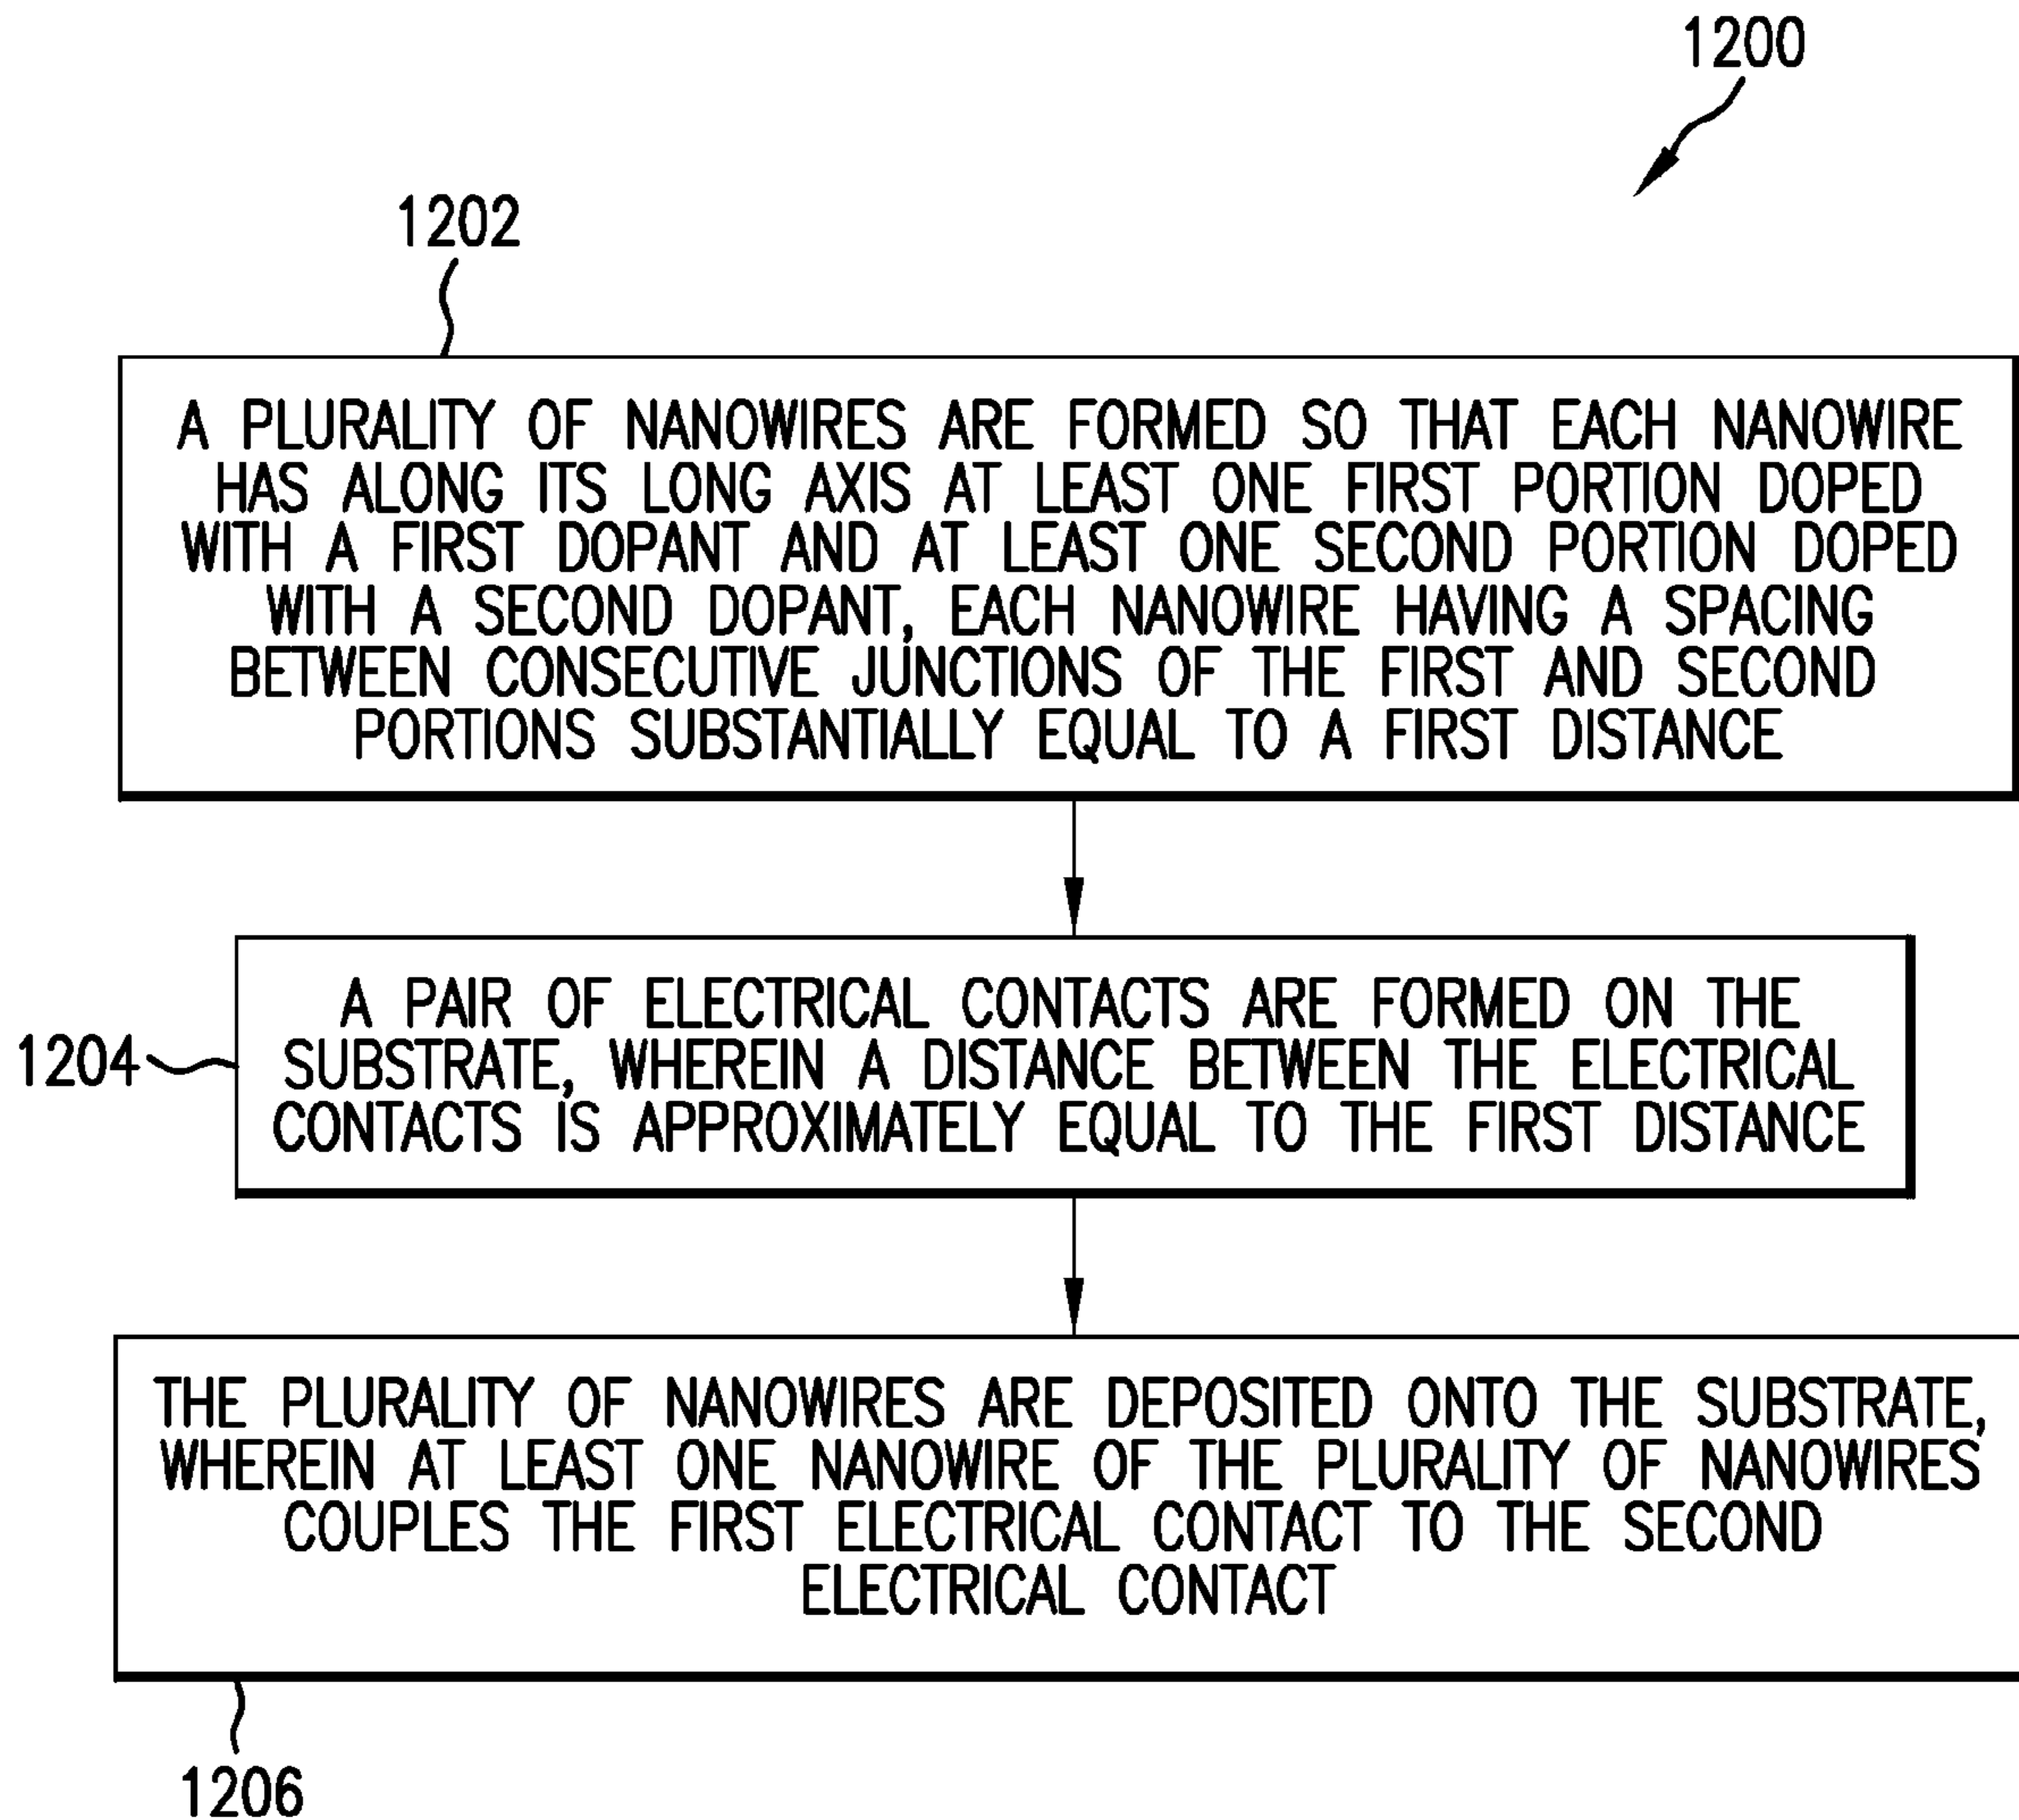 1200
1202
A PLURALITY OF NANOWIRES ARE FORMED SO THAT EACH NANOWIRE
HAS ALONG ITS LONG AXIS AT LEAST ONE FIRST PORTION DOPED
WITH A FIRST DOPANT AND AT LEAST ONE SECOND PORTION DOPED
WITH A SECOND DOPANT, EACH NANOWIRE HAVING A SPACING
BETWEEN CONSECUTIVE JUNCTIONS OF THE FIRST AND SECOND
PORTIONS SUBSTANTIALLY EQUAL TO A FIRST DISTANCE
1204
A PAIR OF ELECTRICAL CONTACTS ARE FORMED ON THE
SUBSTRATE, WHEREIN A DISTANCE BETWEEN THE ELECTRICAL
CONTACTS IS APPROXIMATELY EQUAL TO THE FIRST DISTANCE
THE PLURALITY OF NANOWIRES ARE DEPOSITED ONTO THE SUBSTRATE,
WHEREIN AT LEAST ONE NANOWIRE OF THE PLURALITY OF NANOWIRES
COUPLES THE FIRST ELECTRICAL CONTACT TO THE SECOND
ELECTRICAL CONTACT
1206